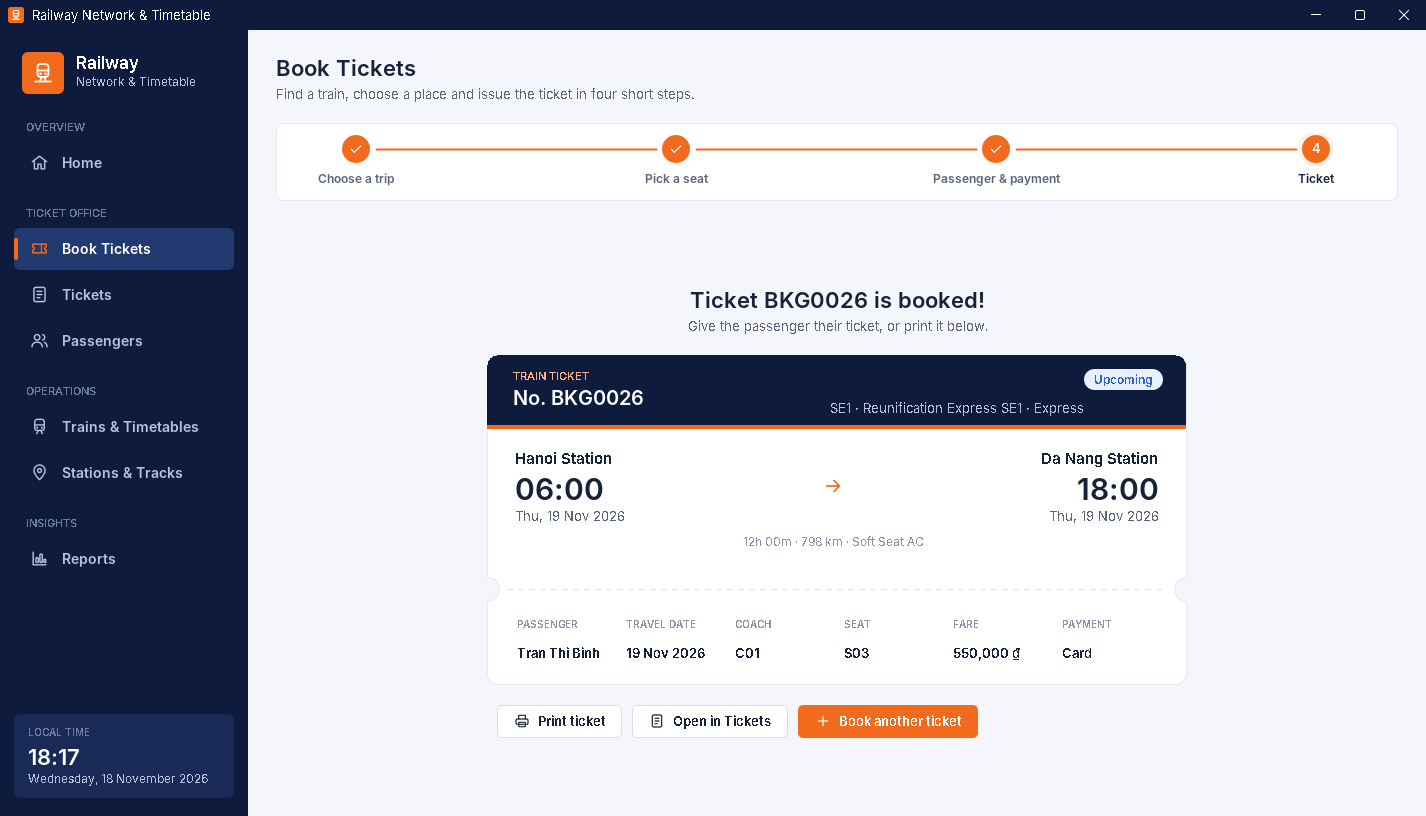 Railway Network & Timetable
Railway
Network & Timetable
OVERVIEW
Home
TICKET OFFICE
Book Tickets
Tickets
Passengers
OPERATIONS
Trains & Timetables
Stations & Tracks
INSIGHTS
Reports
LOCAL TIME
18:17
Wednesday, 18 November 2026
Book Tickets
Find a train, choose a place and issue the ticket in four short steps.
4
Choose a trip Pick a seat Passenger & payment Ticket
Ticket BKG0026 is booked!
Give the passenger their ticket, or print it below.
TRAIN TICKET
Upcoming
No. BKG0026
SE1 · Reunification Express SE1 · Express
Hanoi Station Da Nang Station
06:00 → 18:00
Thu, 19 Nov 2026 Thu, 19 Nov 2026
12h 00m · 798 km · Soft Seat AC
PASSENGER TRAVEL DATE COACH SEAT FARE PAYMENT
Tran Thi Binh 19 Nov 2026 C01 S03 550,000 ₫ Card
Print ticket Open in Tickets Book another ticket